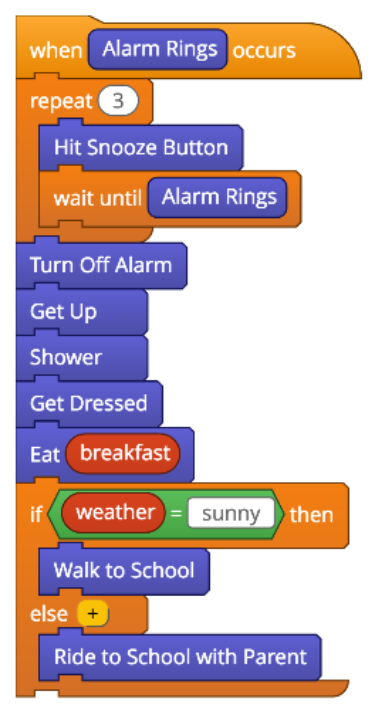 when Alarm Rings occurs
repeat 3
Hit Snooze Button
wait until Alarm Rings
Turn Off Alarm
Get Up
Shower
Get Dressed
Eat breakfast
if weather = sunny then
Walk to School
else +
Ride to School with Parent